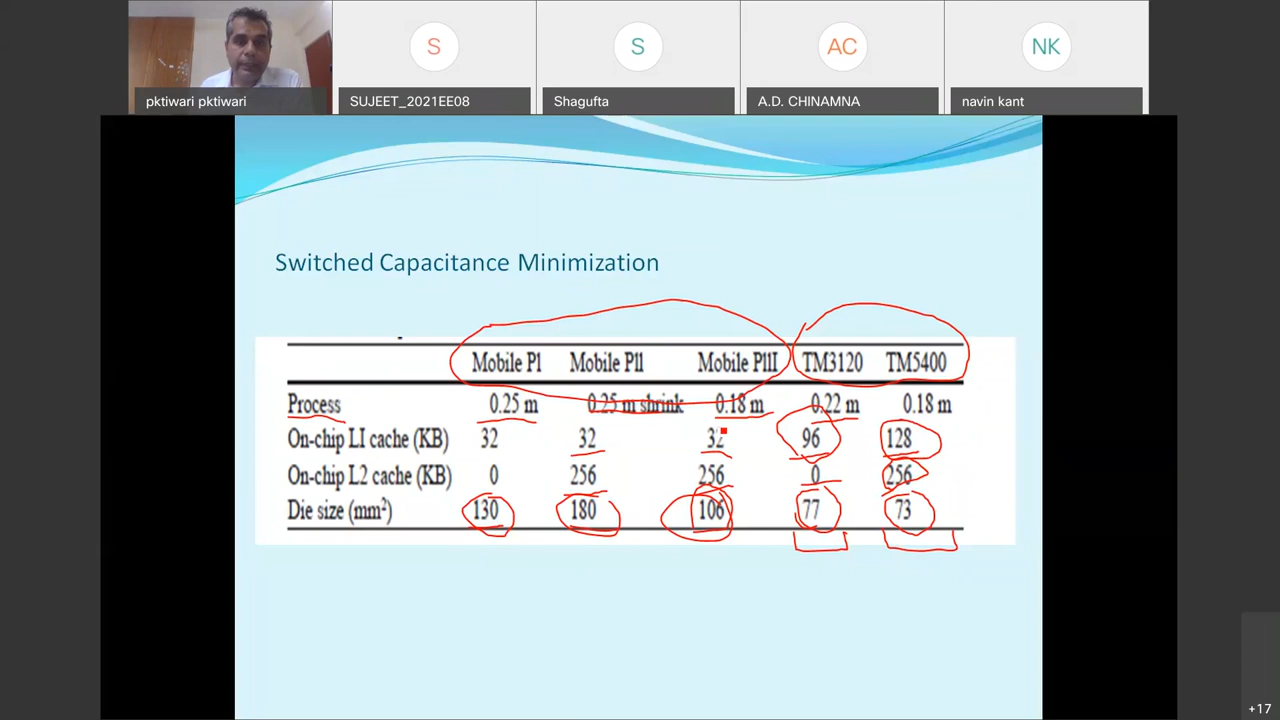 S
S
AC
NK
pktiwari pktiwari
SUJEET_2021EE08
Shagufta
A.D. CHINAMNA
navin kant
Switched Capacitance Minimization
Mobile PI Mobile PII Mobile PIII TM3120 TM5400
Process 0.25 m 0.25 m shrink 0.18 m 0.22 m 0.18 m
On-chip LI cache (KB) 32 32 32 96 128
On-chip L2 cache (KB) 0 256 256 0 256
Die size (mm²) 130 180 106 77 73
+17